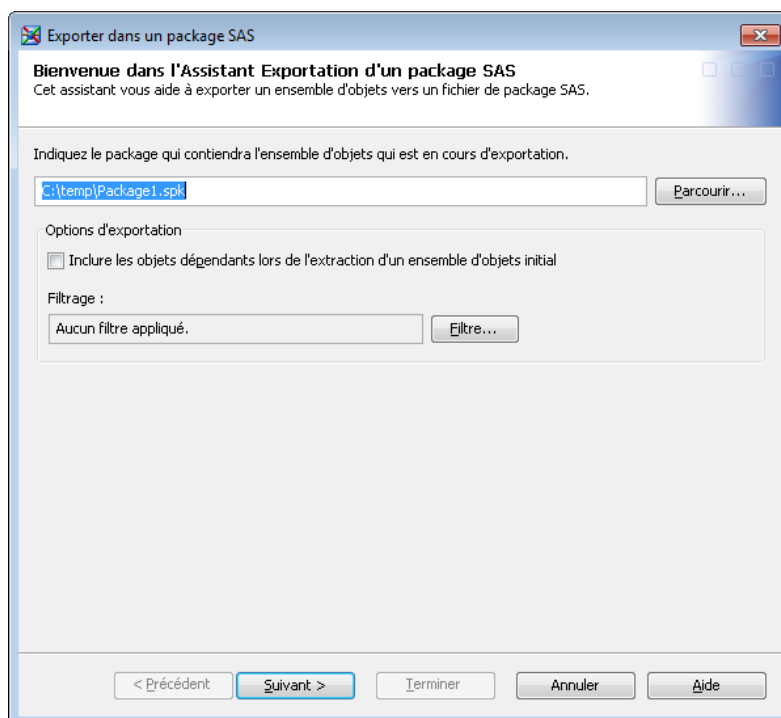 Exporter dans un package SAS
Bienvenue dans l'Assistant Exportation d'un package SAS
Cet assistant vous aide à exporter un ensemble d'objets vers un fichier de package SAS.
Indiquez le package qui contiendra l'ensemble d'objets qui est en cours d'exportation.
C:\temp\Package1.spk
Parcourir...
Options d'exportation
Inclure les objets dépendants lors de l'extraction d'un ensemble d'objets initial
Filtrage :
Aucun filtre appliqué.
Filtre...
< Précédent
Suivant >
Terminer
Annuler
Aide